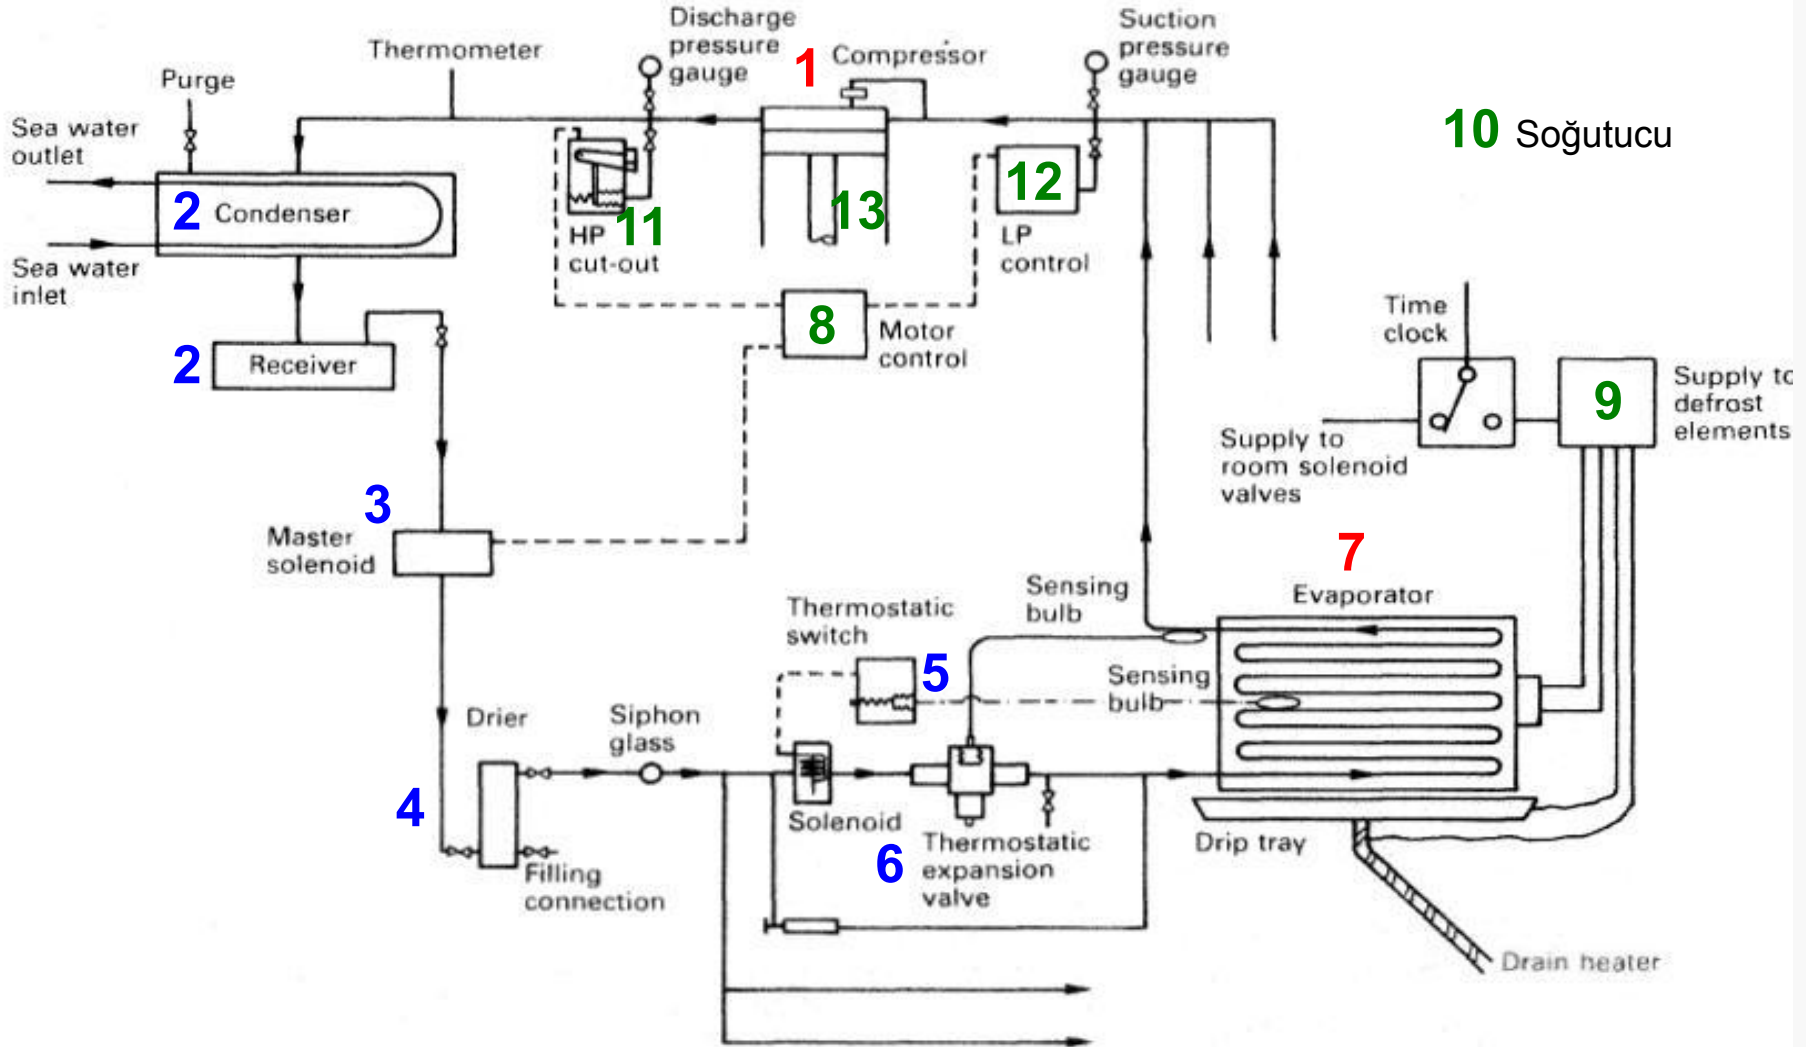 Discharge
pressure
gauge
1 Compressor
Suction
pressure
gauge
Thermometer
Purge
Sea water
outlet
10 Soğutucu
2 Condenser
11
13
12
HP
cut-out
LP
control
Sea water
inlet
8
Motor
control
Time
clock
2 Receiver
9
Supply to
defrost
elements
Supply to
room solenoid
valves
3
Master
solenoid
7
Evaporator
Sensing
bulb
Thermostatic
switch
5
Sensing
bulb
Drier
Siphon
glass
4
Solenoid
6
Thermostatic
expansion
valve
Drip tray
Filling
connection
Drain heater